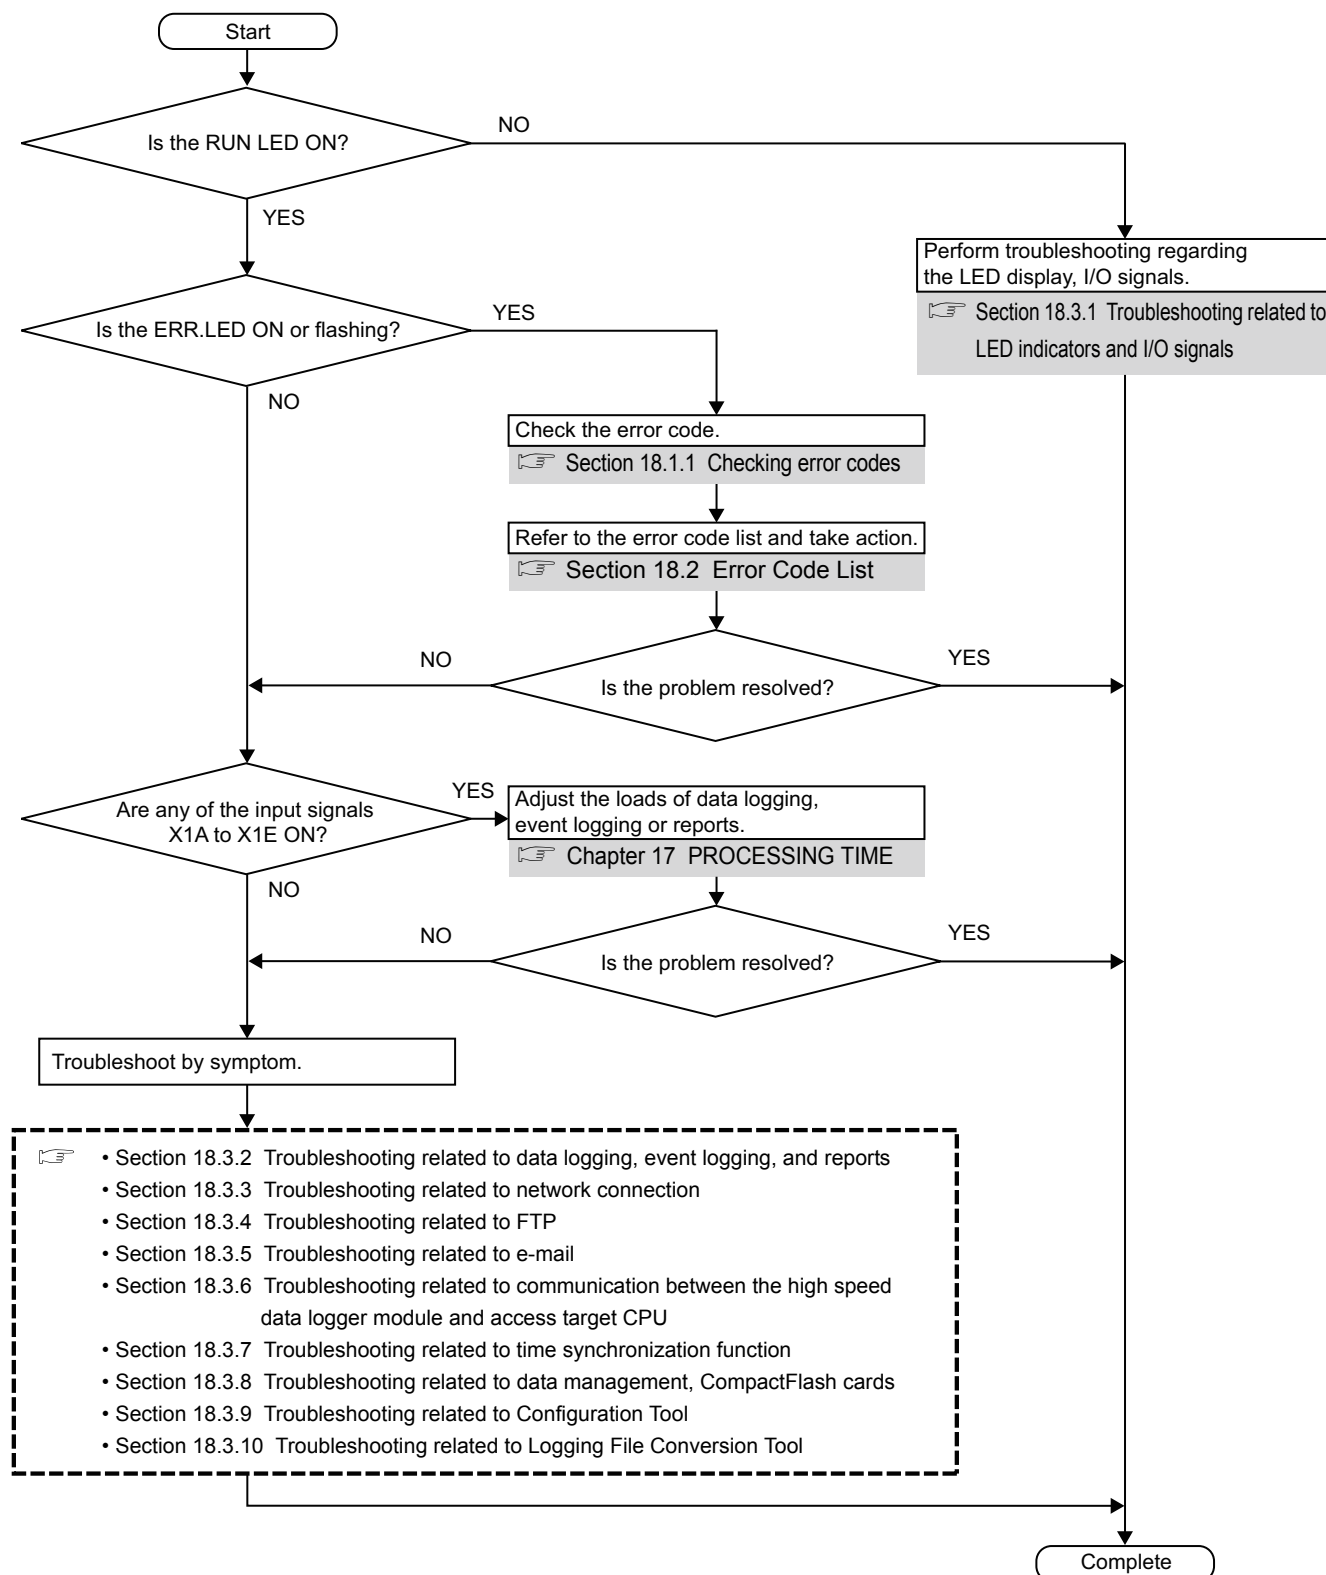 Start
Is the RUN LED ON?
NO
YES
Perform troubleshooting regarding
the LED display, I/O signals.
☞ Section 18.3.1 Troubleshooting related to
LED indicators and I/O signals
Is the ERR.LED ON or flashing?
YES
NO
Check the error code.
☞ Section 18.1.1 Checking error codes
Refer to the error code list and take action.
☞ Section 18.2 Error Code List
Is the problem resolved?
NO
YES
Are any of the input signals
X1A to X1E ON?
YES
NO
Adjust the loads of data logging,
event logging or reports.
☞ Chapter 17 PROCESSING TIME
Is the problem resolved?
NO
YES
Troubleshoot by symptom.
☞ • Section 18.3.2 Troubleshooting related to data logging, event logging, and reports
• Section 18.3.3 Troubleshooting related to network connection
• Section 18.3.4 Troubleshooting related to FTP
• Section 18.3.5 Troubleshooting related to e-mail
• Section 18.3.6 Troubleshooting related to communication between the high speed
data logger module and access target CPU
• Section 18.3.7 Troubleshooting related to time synchronization function
• Section 18.3.8 Troubleshooting related to data management, CompactFlash cards
• Section 18.3.9 Troubleshooting related to Configuration Tool
• Section 18.3.10 Troubleshooting related to Logging File Conversion Tool
Complete